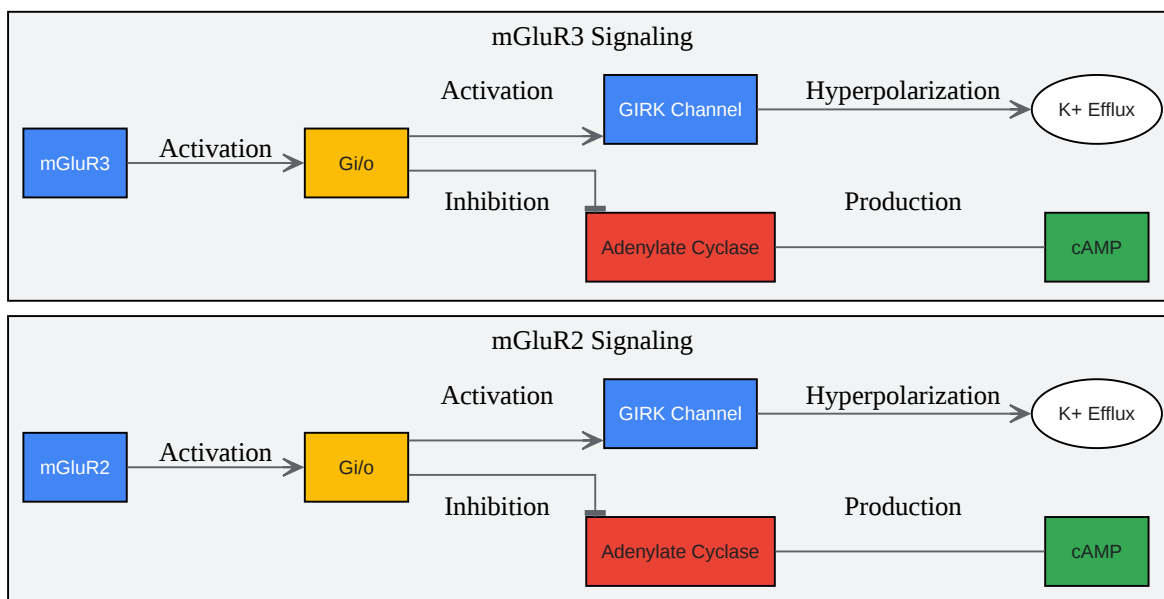 mGluR3 Signaling
Activation
GIRK Channel
Hyperpolarization
K+ Efflux
mGluR3
Activation
Gi/o
Inhibition
Adenylate Cyclase
Production
cAMP
mGluR2 Signaling
Activation
GIRK Channel
Hyperpolarization
K+ Efflux
mGluR2
Activation
Gi/o
Inhibition
Adenylate Cyclase
Production
cAMP